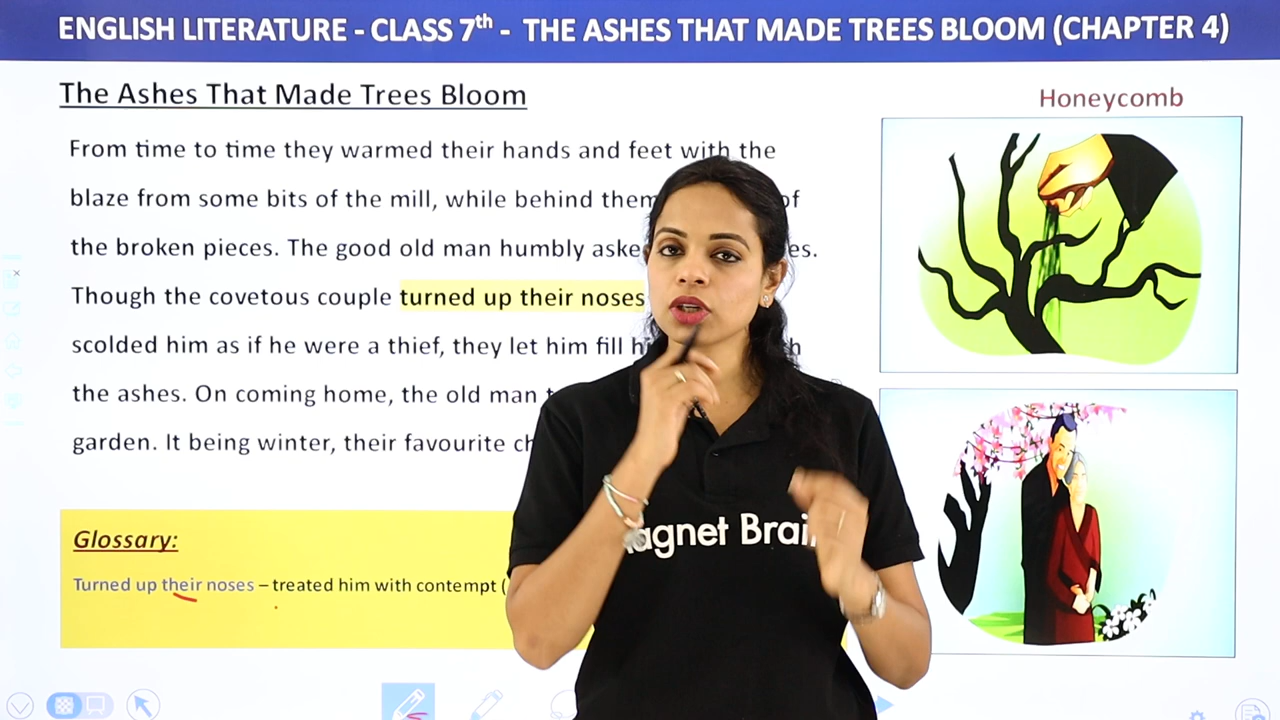 ENGLISH LITERATURE - CLASS 7th - THE ASHES THAT MADE TREES BLOOM (CHAPTER 4)
The Ashes That Made Trees Bloom
Honeycomb
From time to time they warmed their hands and feet with the
blaze from some bits of the mill, while behind them of
the broken pieces. The good old man humbly aske es.
Though the covetous couple turned up their noses
scolded him as if he were a thief, they let him fill h
the ashes. On coming home, the old man t
garden. It being winter, their favourite ch
Glossary:
Turned up their noses – treated him with contempt (
agnet Brai